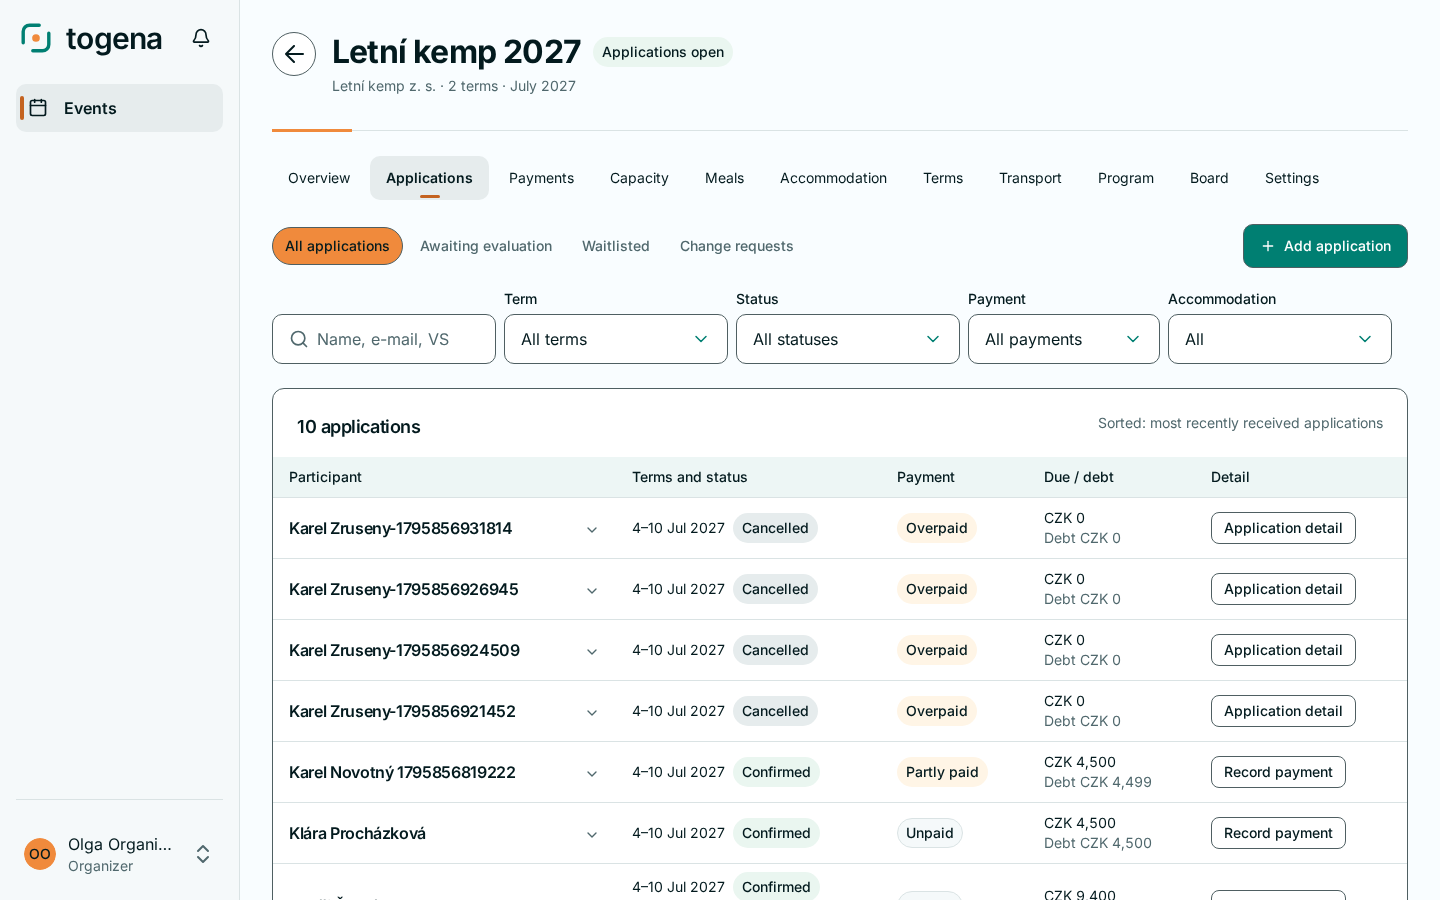 togena
Events
Olga Organi...
OO
Organizer
Letní kemp 2027
Applications open
Letní kemp z. s. · 2 terms · July 2027
Overview
Applications
Payments
Capacity
Meals
Accommodation
Terms
Transport
Program
Board
Settings
All applications
Awaiting evaluation
Waitlisted
Change requests
Add application
Name, e-mail, VS
Term
All terms
Status
All statuses
Payment
All payments
Accommodation
All
10 applications
Sorted: most recently received applications
Participant Terms and status Payment Due / debt Detail
Karel Zruseny-1795856931814 4–10 Jul 2027 Cancelled Overpaid CZK 0 Application detail
Debt CZK 0
Karel Zruseny-1795856926945 4–10 Jul 2027 Cancelled Overpaid CZK 0 Application detail
Debt CZK 0
Karel Zruseny-1795856924509 4–10 Jul 2027 Cancelled Overpaid CZK 0 Application detail
Debt CZK 0
Karel Zruseny-1795856921452 4–10 Jul 2027 Cancelled Overpaid CZK 0 Application detail
Debt CZK 0
Karel Novotný 1795856819222 4–10 Jul 2027 Confirmed Partly paid CZK 4,500 Record payment
Debt CZK 4,499
Klára Procházková 4–10 Jul 2027 Confirmed Unpaid CZK 4,500 Record payment
Debt CZK 4,500
4–10 Jul 2027 Confirmed
CZK 9,400